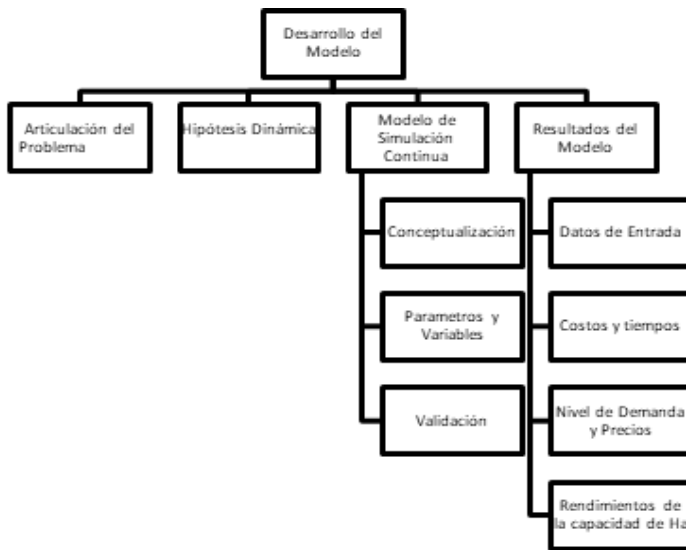 Desarrollo del
Modelo
Articulación del
Problema
Hipótesis Dinámica
Modelo de
Simulación
Continua
Resultados del
Modelo
Conceptualización
Parametros y
Variables
Validación
Datos de Entrada
Costos y tiempos
Nivel de Demanda
y Precios
Rendimientos de
la capacidad de Ha